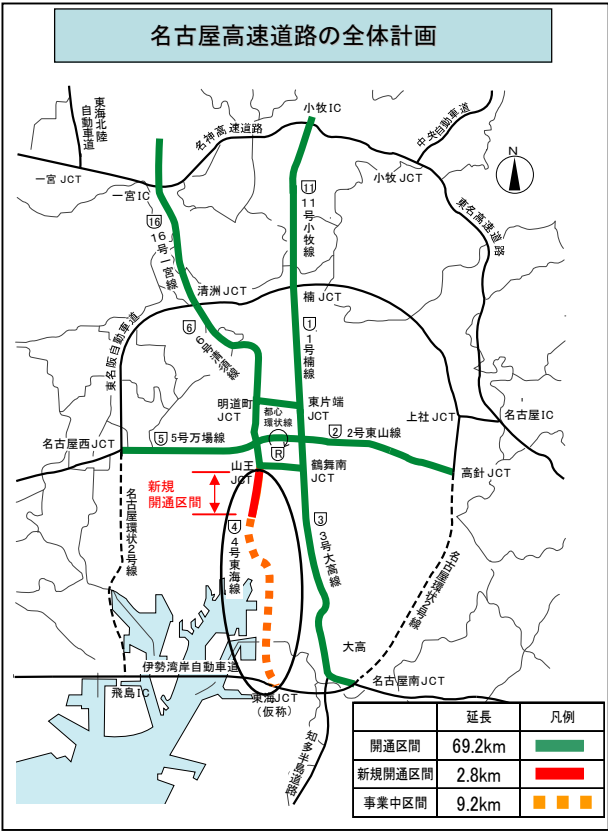 名古屋高速道路の全体計画
小牧IC
東海北陸
自動車道
名神高速道路
中央自動車道
N
一宮JCT
一宮IC
小牧JCT
11
11号小牧線
東名高速道路
16
16号一宮線
清洲JCT
楠JCT
6
6号清須線
1
1号楠線
東名阪自動車道
明道町
JCT
都心
環状線
東片端
JCT
上社JCT
名古屋IC
名古屋西JCT
5
5号万場線
R
2
2号東山線
山王
JCT
鶴舞南
JCT
高針JCT
新規
開通区間
名古屋環状2号線
4
4号東海線
3
3号大高線
名古屋環状2号線
大高
伊勢湾岸自動車道
名古屋南JCT
飛島IC
東海JCT
(仮称)
知多半島道路
延長 凡例
開通区間 69.2km
新規開通区間 2.8km
事業中区間 9.2km